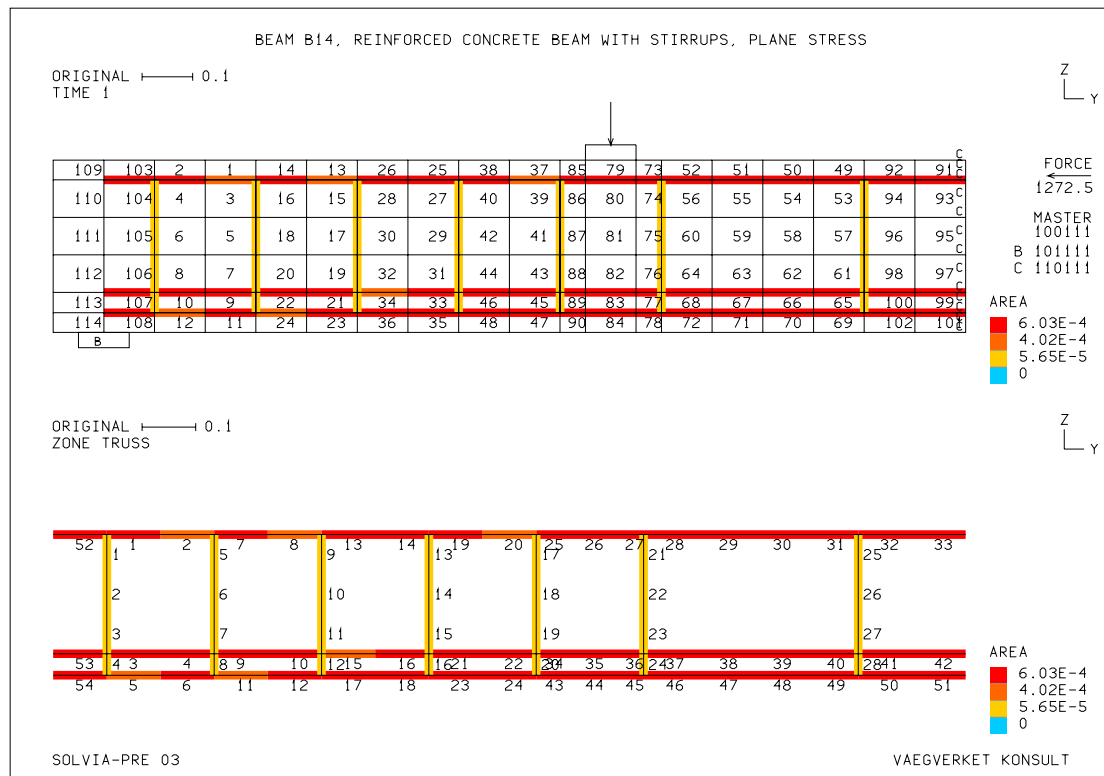 BEAM B14, REINFORCED CONCRETE BEAM WITH STIRRUPS, PLANE STRESS
ORIGINAL 0.1
TIME 1
Z
Y
109 103 2 1 14 13 26 25 38 37 85 79 73 52 51 50 49 92 91 C C C
110 104 4 3 16 15 28 27 40 39 86 80 74 56 55 54 53 94 93 C C
111 105 6 5 18 17 30 29 42 41 87 81 75 60 59 58 57 96 95 C C
112 106 8 7 20 19 32 31 44 43 88 82 76 64 63 62 61 98 97 C
113 107 10 9 22 21 34 33 46 45 89 83 77 68 67 66 65 100 99
114 108 12 11 24 23 36 35 48 47 90 84 78 72 71 70 69 102 101
B
FORCE
1272.5
MASTER
100111
B 101111
C 110111
AREA
6.03E-4
4.02E-4
5.65E-5
0
ORIGINAL 0.1
ZONE TRUSS
Z
Y
52 1 2 7 8 13 14 19 20 25 26 27 28 29 30 31 32 33
1 5 9 13 17 21 25
2 6 10 14 18 22 26
3 7 11 15 19 23 27
53 4 3 4 8 9 10 12 15 16 16 21 22 20 34 35 36 24 37 38 39 40 28 41 42
54 5 6 11 12 17 18 23 24 43 44 45 46 47 48 49 50 51
AREA
6.03E-4
4.02E-4
5.65E-5
0
SOLVIA-PRE 03
VAEGVERKET KONSULT